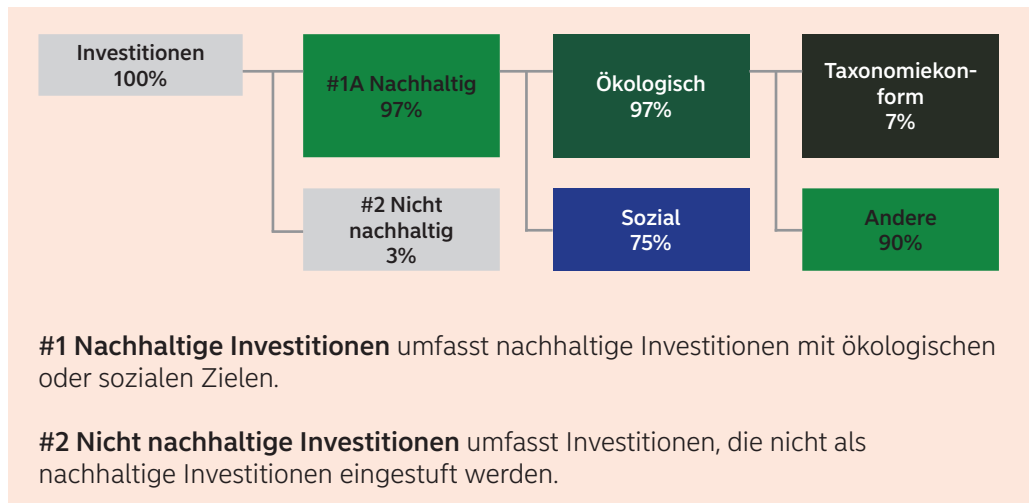 Investitionen
100%
#1A Nachhaltig
97%
Ökologisch
97%
Taxonomiekon-
form
7%
#2 Nicht
nachhaltig
3%
Sozial
75%
Andere
90%
#1 Nachhaltige Investitionen umfasst nachhaltige Investitionen mit ökologischen
oder sozialen Zielen.
#2 Nicht nachhaltige Investitionen umfasst Investitionen, die nicht als
nachhaltige Investitionen eingestuft werden.